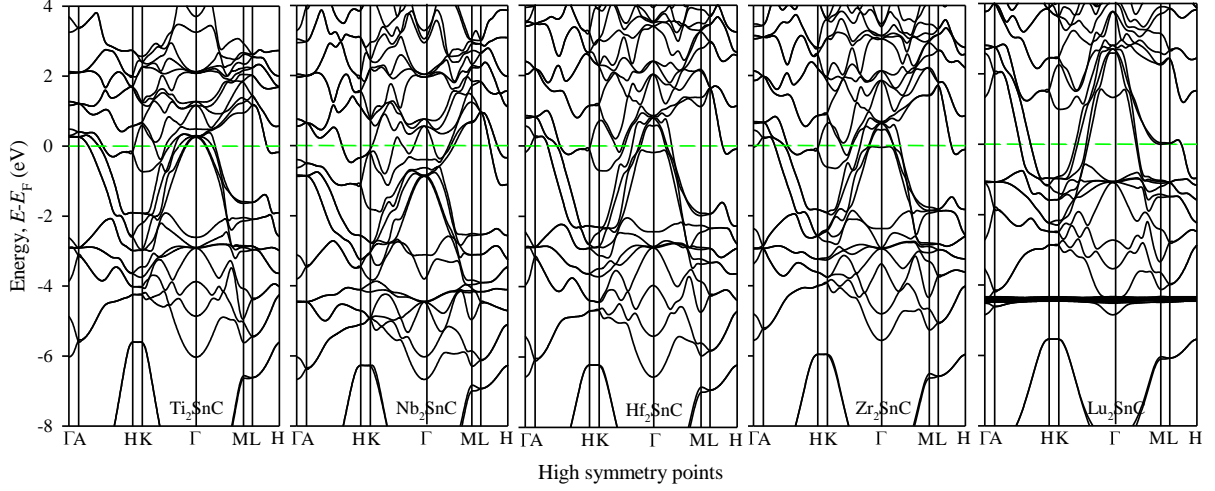 4
2
0
-2
-4
-6
-8
Energy, E-E_F (eV)
Ti₂SnC
Nb₂SnC
Hf₂SnC
Zr₂SnC
Lu₂SnC
ΓA HK Γ ML H
ΓA HK Γ ML H
ΓA HK Γ ML H
ΓA HK Γ ML H
ΓA HK Γ ML H
High symmetry points